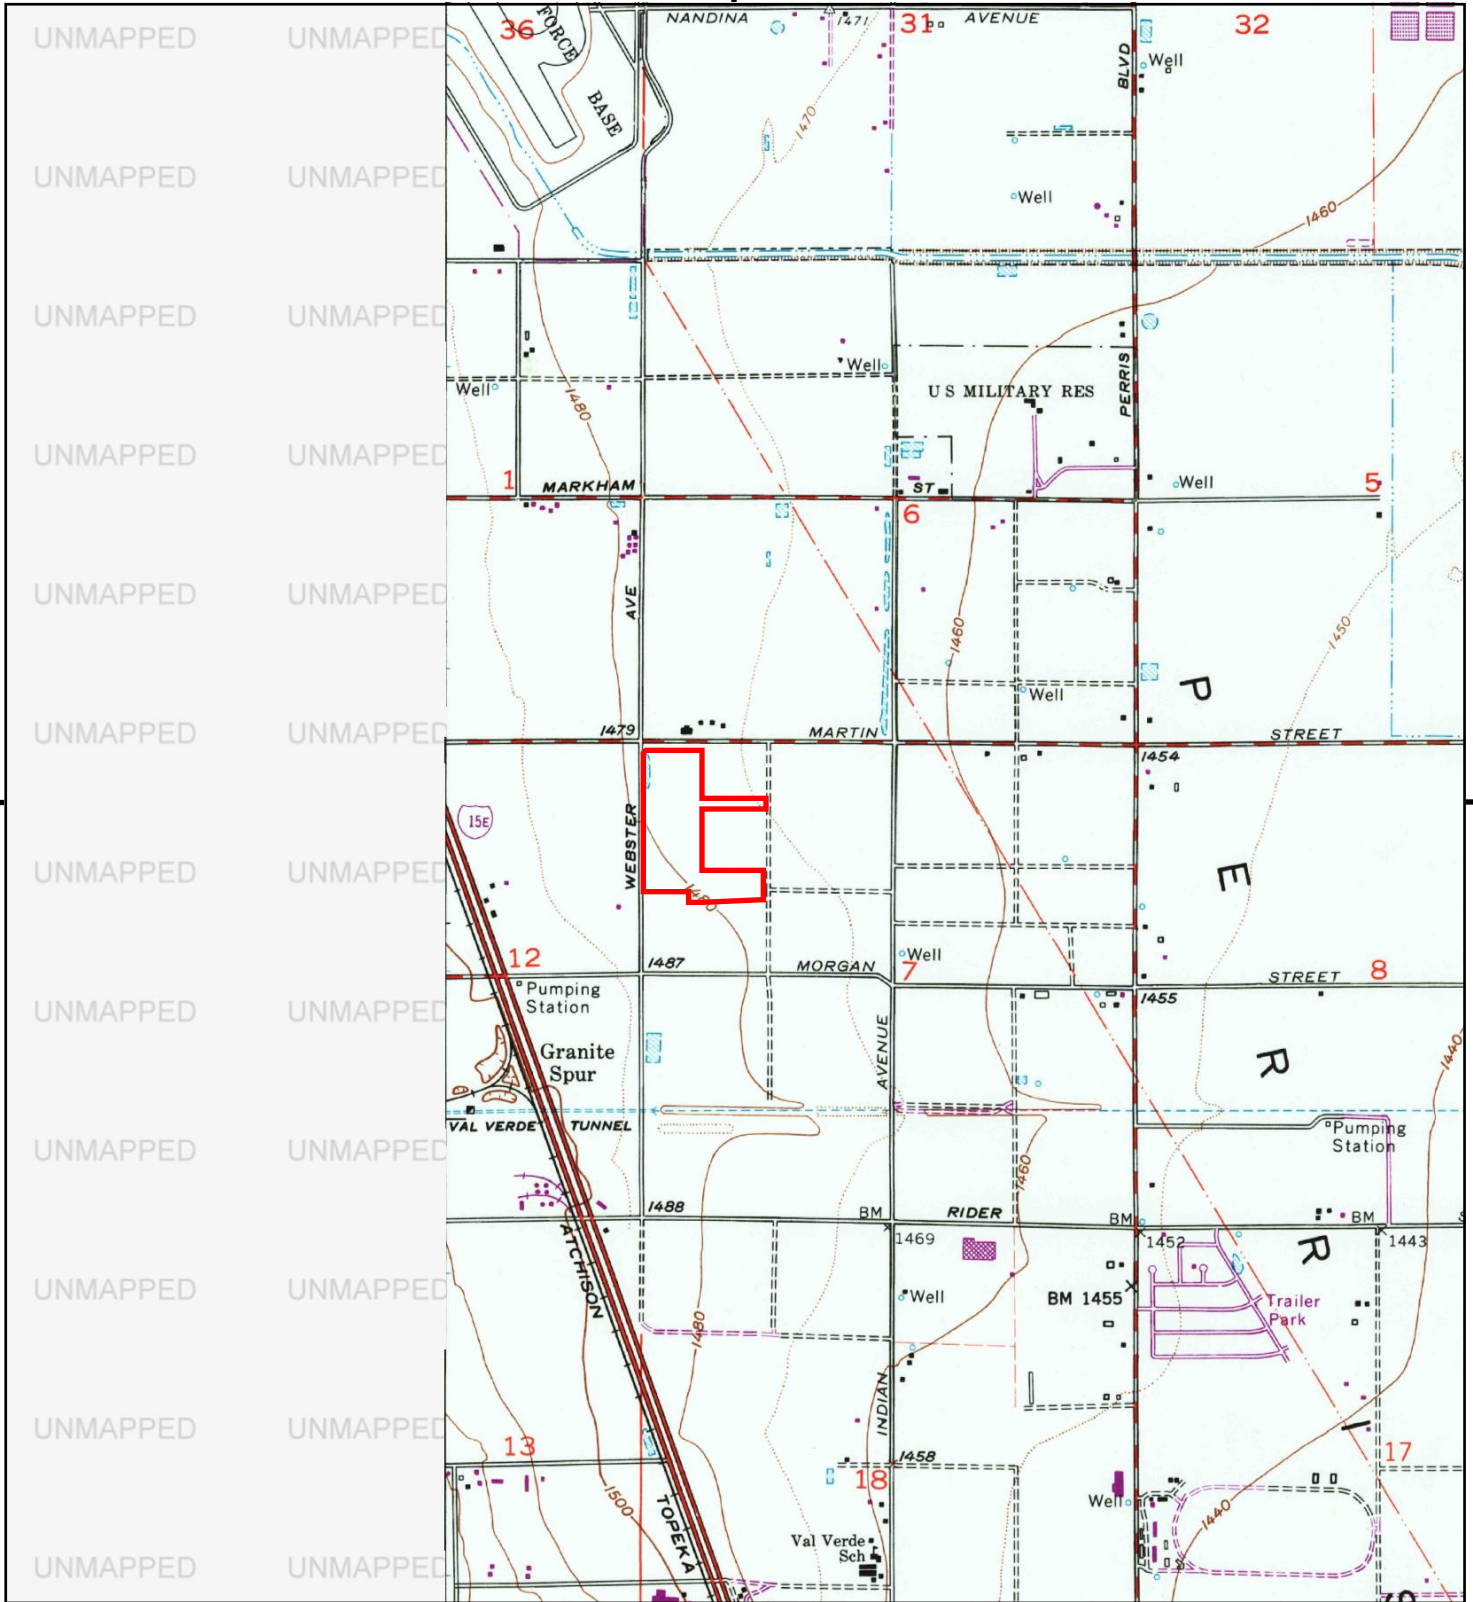 UNMAPPED UNMAPPED
36
FORCE
BASE
NANDINA
1471
31
AVENUE
32
BLVD
Well
1470
UNMAPPED UNMAPPED
Well
1460
UNMAPPED UNMAPPED
Well
Well
1480
U S MILITARY RES
PERRIS
UNMAPPED UNMAPPED
1
MARKHAM
ST
Well
5
6
UNMAPPED UNMAPPED
AVE
1460
1450
Well
P
UNMAPPED UNMAPPED
1479
MARTIN
STREET
1454
15E
WEBSTER
UNMAPPED UNMAPPED
E
1480
12
1487
MORGAN
7
Well
STREET
8
Pumping
Station
1455
UNMAPPED UNMAPPED
Granite
Spur
AVENUE
R
1440
VAL VERDE
TUNNEL
Pumping
Station
UNMAPPED UNMAPPED
1460
1488
BM
RIDER
BM
BM
1469
1452
1443
R
ATCHISON
UNMAPPED UNMAPPED
Well
BM 1455
Trailer
Park
1480
INDIAN
I
UNMAPPED UNMAPPED
13
1458
17
18
1500
TOPEKA
Well
1440
Val Verde
Sch
UNMAPPED UNMAPPED